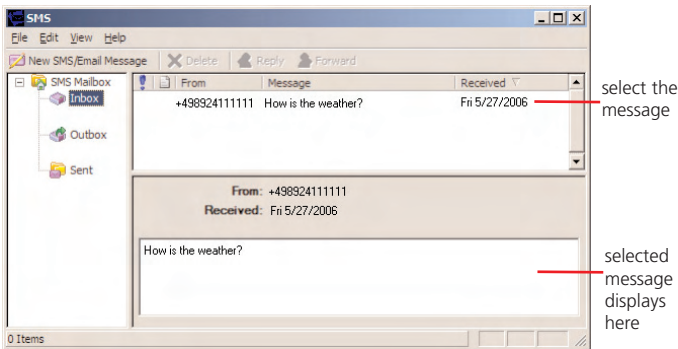 SMS
File Edit View Help
New SMS/Email Message Delete Reply Forward
SMS Mailbox
Inbox
Outbox
Sent
From Message Received
+498924111111 How is the weather? Fri 5/27/2006
select the
message
From: +498924111111
Received: Fri 5/27/2006
How is the weather?
selected
message
displays
here
0 Items